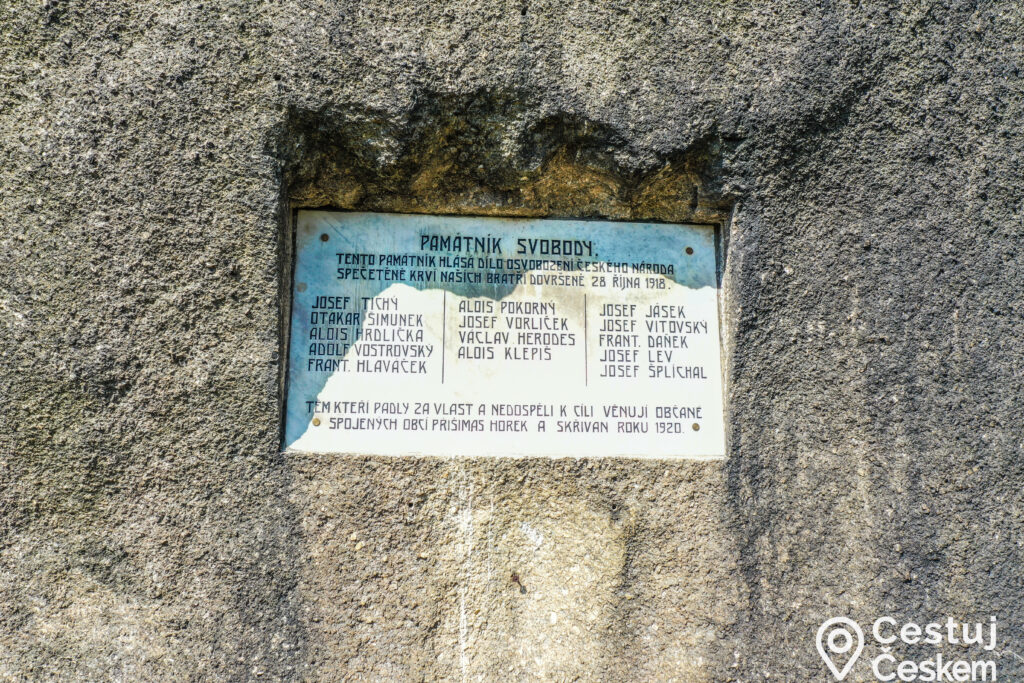 PAMÁTNÍK SVOBODY.
TENTO PAMÁTNÍK HLÁSÁ DÍLO OSVOBOZENÍ ČESKÉHO NÁRODA
SPEČETĚNÉ KRVÍ NAŠICH BRATŘÍ DOVRŠENÉ 28 ŘÍJNA 1918.
JOSEF TICHÝ
OTAKAR ŠIMUNEK
ALOIS HRDLIČKA
ADOLF VOSTROVSKÝ
FRANT. HLAVÁČEK
ALOIS POKORNÝ
JOSEF VORLÍČEK
VÁCLAV HERODES
ALOIS KLEPIŠ
JOSEF JÁSEK
JOSEF VITOVSKÝ
FRANT. DANĚK
JOSEF LEV
JOSEF ŠPLÍCHAL
TĚM KTEŘÍ PADLY ZA VLAST A NEDOSPĚLI K CÍLI VĚNUJÍ OBČANÉ
SPOJENÝCH OBCÍ PŘIŠIMAS HOREK A SKŘIVAN ROKU 1920.
Cestuj
Českem